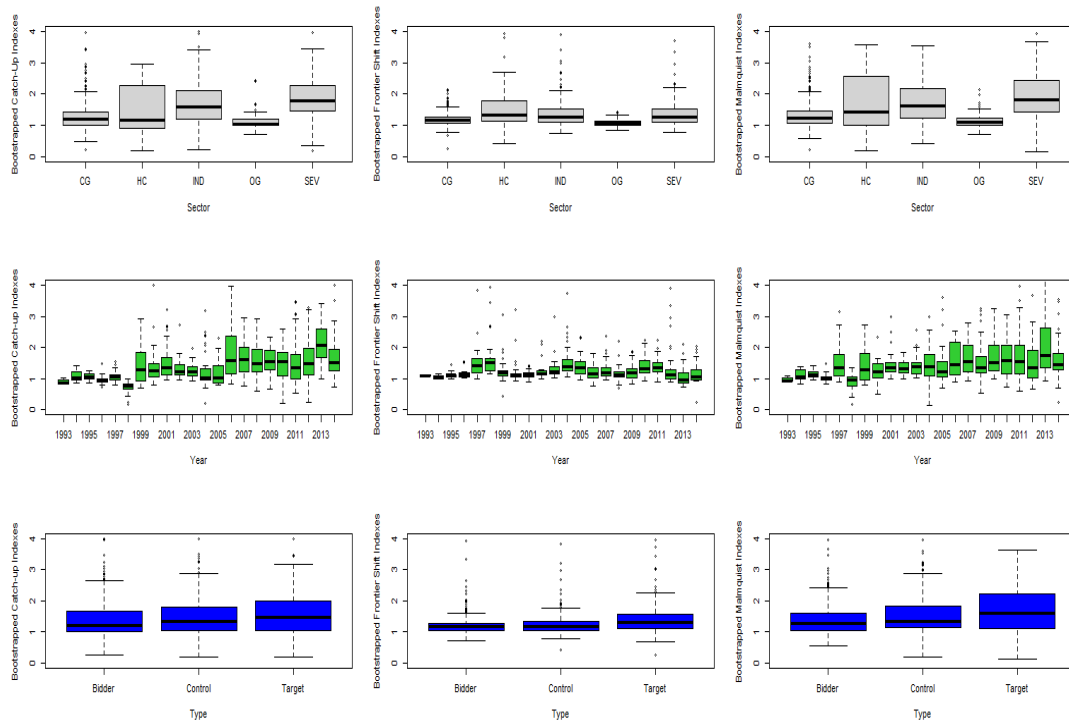 Bootstrapped Catch-Up Indexes
4
3
2
1
0
CG HC IND OG SEV
Sector
Bootstrapped Frontier Shift Indexes
4
3
2
1
0
CG HC IND OG SEV
Sector
Bootstrapped Malmquist Indexes
4
3
2
1
0
CG HC IND OG SEV
Sector
Bootstrapped Catch-up Indexes
4
3
2
1
0
1993 1995 1997 1999 2001 2003 2005 2007 2009 2011 2013
Year
Bootstrapped Frontier Shift Indexes
4
3
2
1
0
1993 1995 1997 1999 2001 2003 2005 2007 2009 2011 2013
Year
Bootstrapped Malmquist Indexes
4
3
2
1
0
1993 1995 1997 1999 2001 2003 2005 2007 2009 2011 2013
Year
Bootstrapped Catch-up Indexes
4
3
2
1
0
Bidder Control Target
Type
Bootstrapped Frontier Shift Indexes
4
3
2
1
0
Bidder Control Target
Type
Bootstrapped Malmquist Indexes
4
3
2
1
0
Bidder Control Target
Type